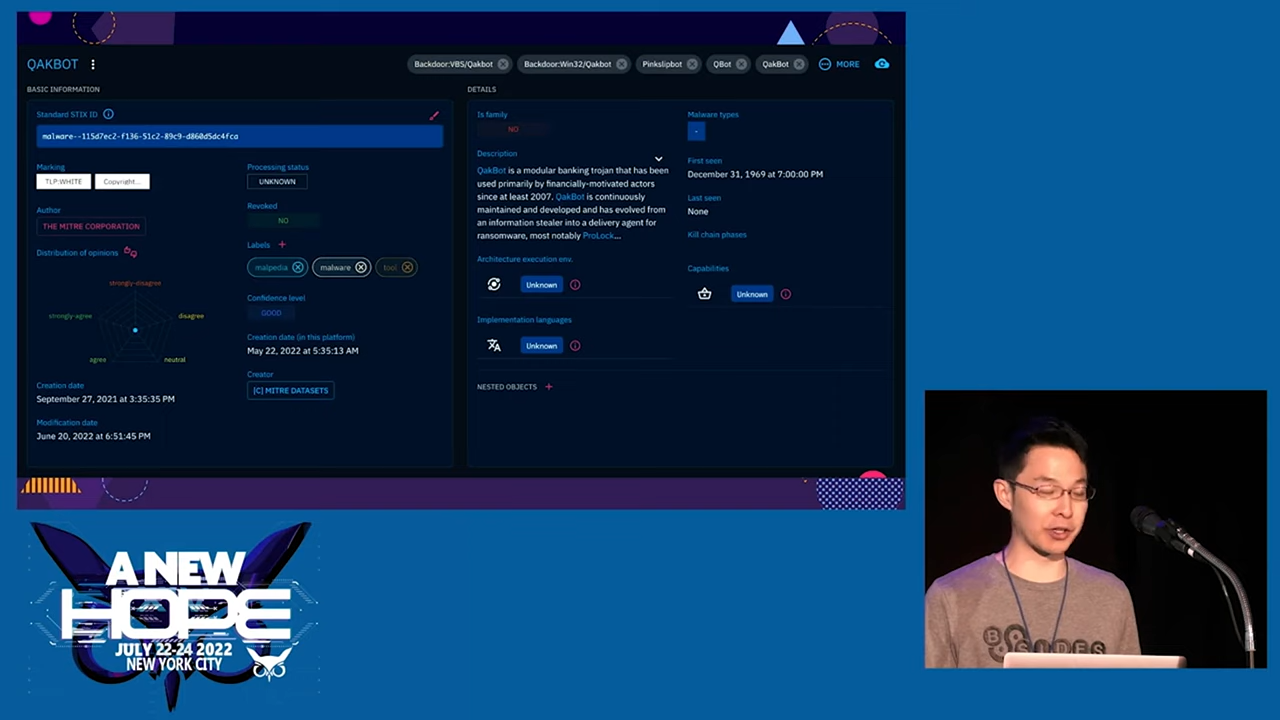 QAKBOT
Backdoor:VBS/Qakbot
Backdoor:Win32/Qakbot
Pinkslipbot
QBot
QakBot
MORE
BASIC INFORMATION
Standard STIX ID
malware--115d7ec2-f136-51c2-89c9-d860d5dc4fca
Marking
TLP:WHITE
Copyright...
Processing status
UNKNOWN
Author
THE MITRE CORPORATION
Revoked
NO
Distribution of opinions
strongly-disagree
strongly-agree
disagree
agree
neutral
Labels
malpedia
malware
tool
Confidence level
GOOD
Creation date (in this platform)
May 22, 2022 at 5:35:13 AM
Creator
[C] MITRE DATASETS
Creation date
September 27, 2021 at 3:35:35 PM
Modification date
June 20, 2022 at 6:51:45 PM
DETAILS
Is family
NO
Description
QakBot is a modular banking trojan that has been
used primarily by financially-motivated actors
since at least 2007. QakBot is continuously
maintained and developed and has evolved from
an information stealer into a delivery agent for
ransomware, most notably ProLock...
Architecture execution env.
Unknown
Implementation languages
Unknown
NESTED OBJECTS
Malware types
-
First seen
December 31, 1969 at 7:00:00 PM
Last seen
None
Kill chain phases
Capabilities
Unknown
A NEW
HOPE
JULY 22-24 2022
NEW YORK CITY
BSIDES